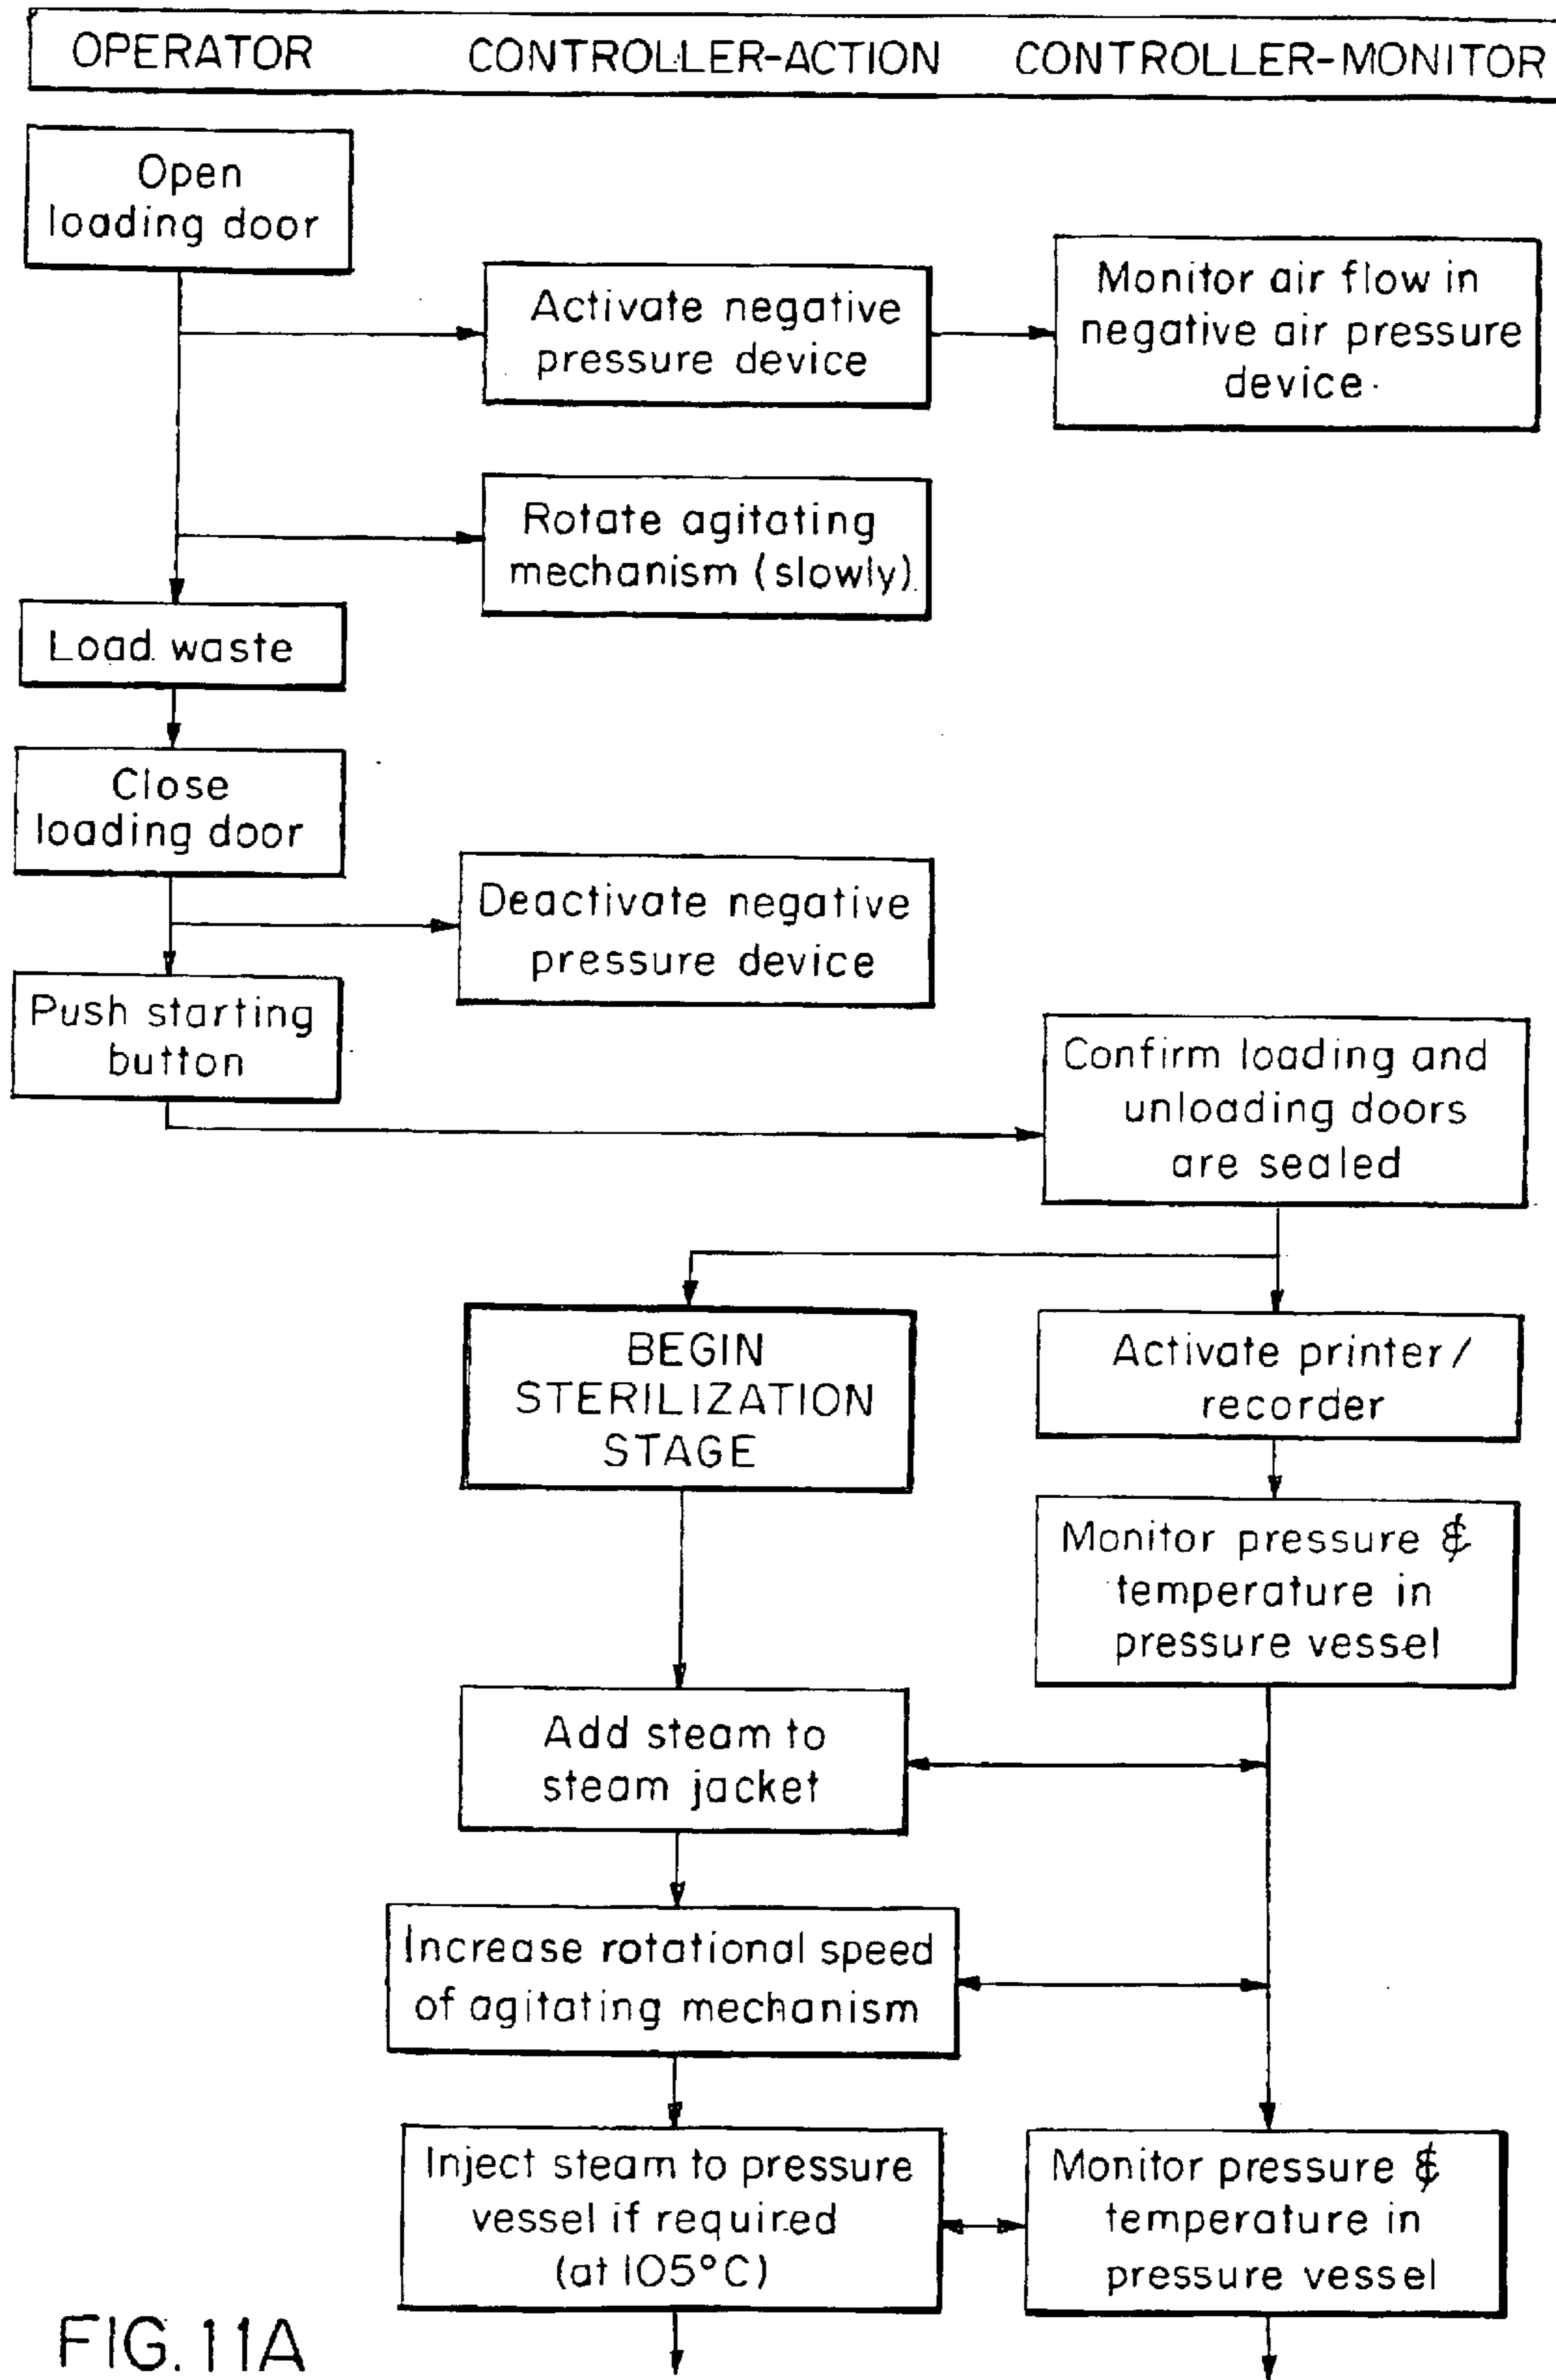 OPERATOR CONTROLLER-ACTION CONTROLLER-MONITOR
Open
loading door
Activate negative
pressure device
Monitor air flow in
negative air pressure
device
Rotate agitating
mechanism (slowly)
Load waste
Close
loading door
Deactivate negative
pressure device
Push starting
button
Confirm loading and
unloading doors
are sealed
BEGIN
STERILIZATION
STAGE
Activate printer/
recorder
Monitor pressure &
temperature in
pressure vessel
Add steam to
steam jacket
Increase rotational speed
of agitating mechanism
Inject steam to pressure
vessel if required
(at 105°C)
Monitor pressure &
temperature in
pressure vessel
FIG. 11A